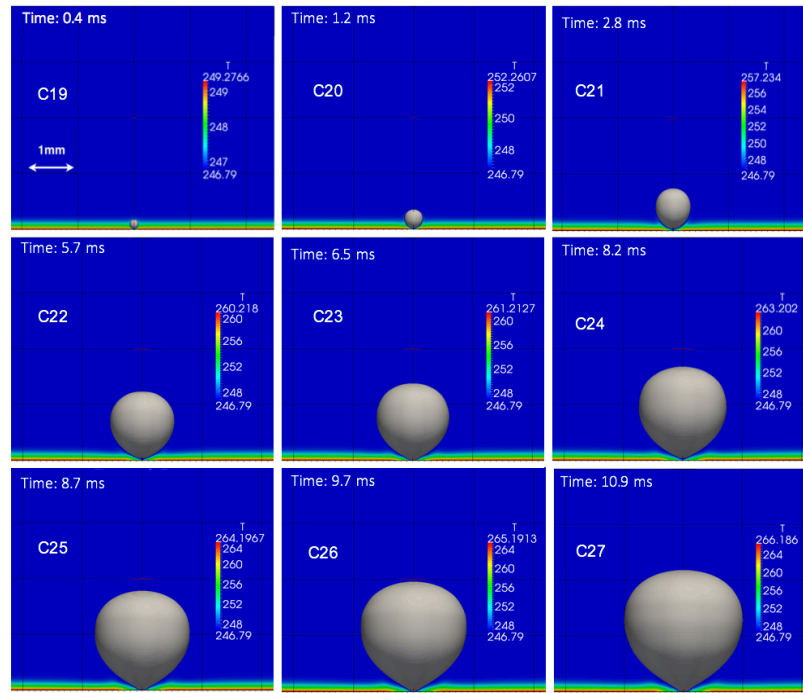 Time: 0.4 ms
C19
1mm
T
249.2766
249
248
247
246.79
Time: 1.2 ms
C20
T
252.2607
252
250
248
246.79
Time: 2.8 ms
C21
T
257.234
256
254
252
250
248
246.79
Time: 5.7 ms
C22
T
260.218
260
256
252
248
246.79
Time: 6.5 ms
C23
T
261.2127
260
256
252
248
246.79
Time: 8.2 ms
C24
T
263.202
260
256
252
248
246.79
Time: 8.7 ms
C25
T
264.1967
264
260
256
252
248
246.79
Time: 9.7 ms
C26
T
265.1913
264
260
256
252
248
246.79
Time: 10.9 ms
C27
T
266.186
264
260
256
252
248
246.79